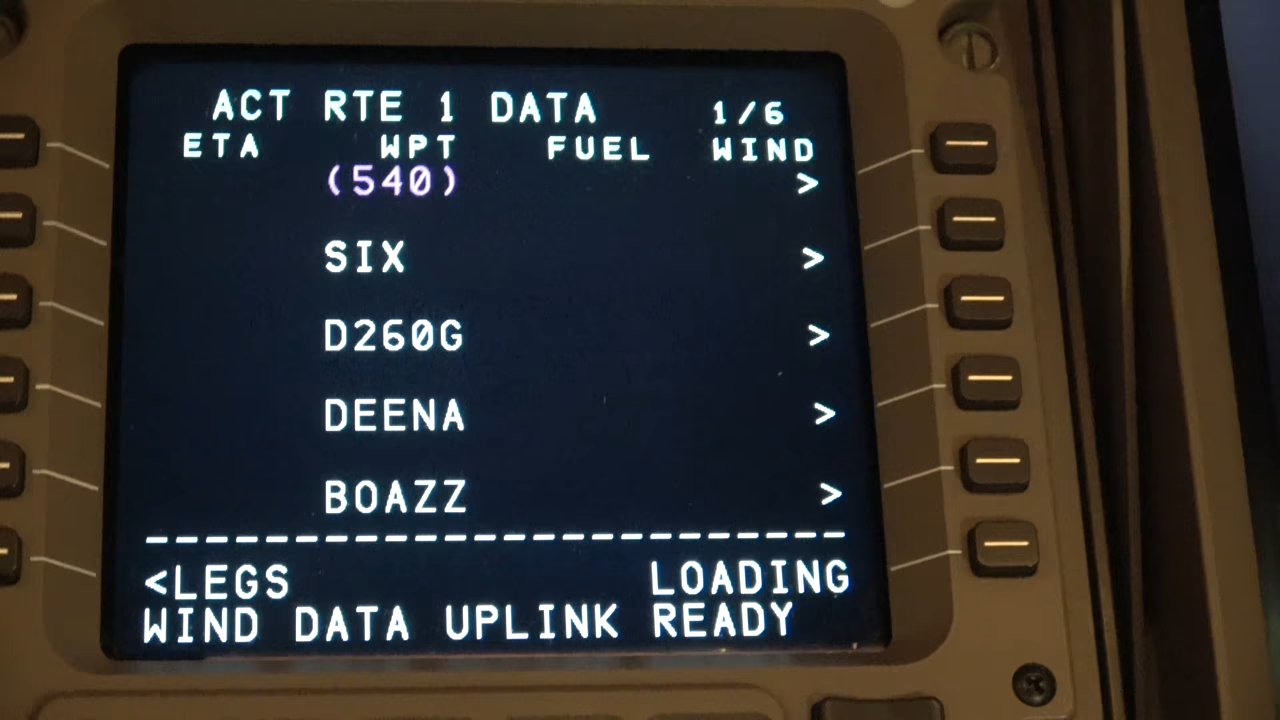 ACT RTE 1 DATA 1/6
ETA WPT FUEL WIND
(540) >
SIX >
D260G >
DEENA >
BOAZZ >
------------------------
<LEGS LOADING
WIND DATA UPLINK READY